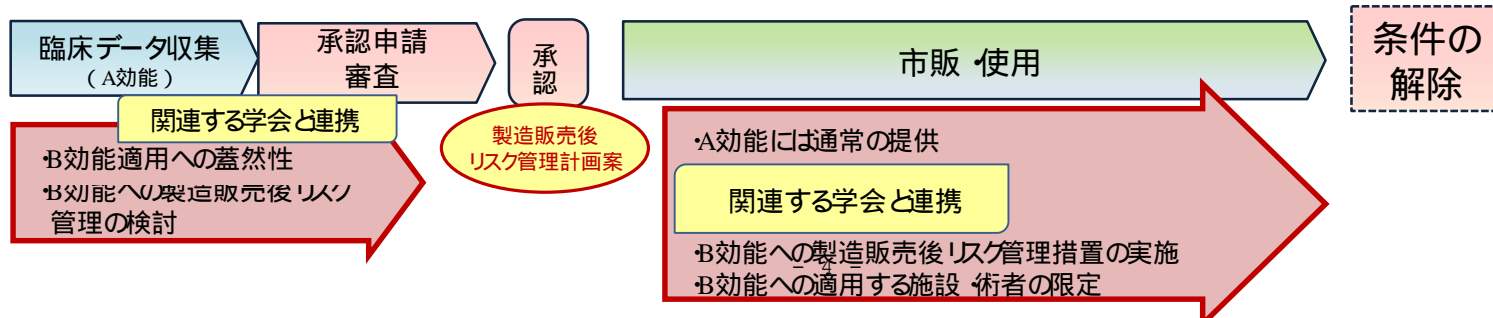 臨床データ収集
(A効能)
承認申請
審査
承
認
市販・使用
条件の
解除
関連する学会と連携
・B効能適用への蓋然性
・B効能への製造販売後リスク
管理の検討
製造販売後
リスク管理計画案
・A効能には通常の提供
関連する学会と連携
・B効能への製造販売後リスク管理措置の実施
・B効能への適用する施設・術者の限定
- 4 -